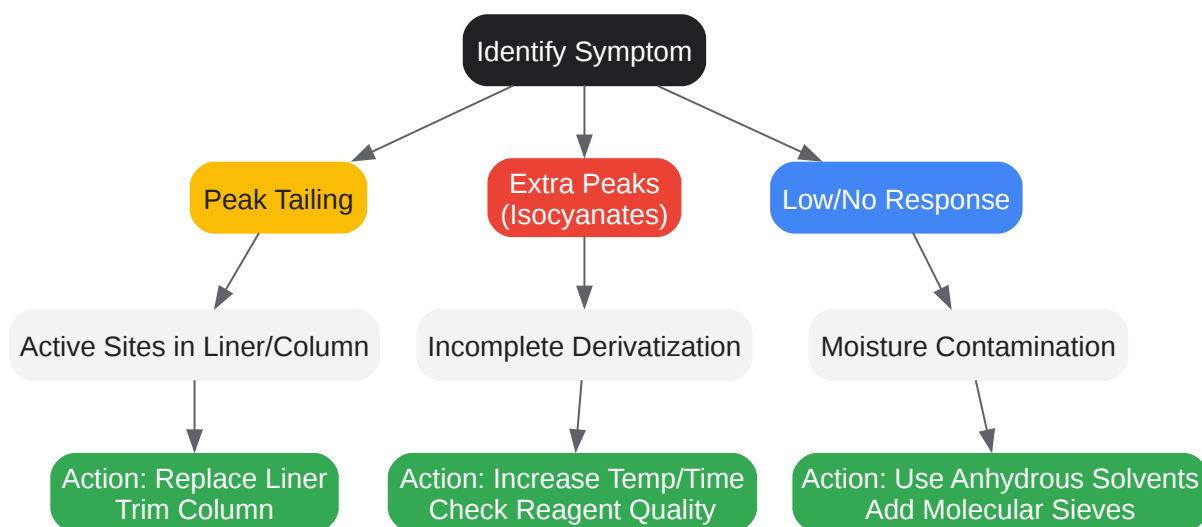 Identify Symptom
Peak Tailing
Extra Peaks
(Isocyanates)
Low/No Response
Active Sites in Liner/Column
Incomplete Derivatization
Moisture Contamination
Action: Replace Liner
Trim Column
Action: Increase Temp/Time
Check Reagent Quality
Action: Use Anhydrous Solvents
Add Molecular Sieves